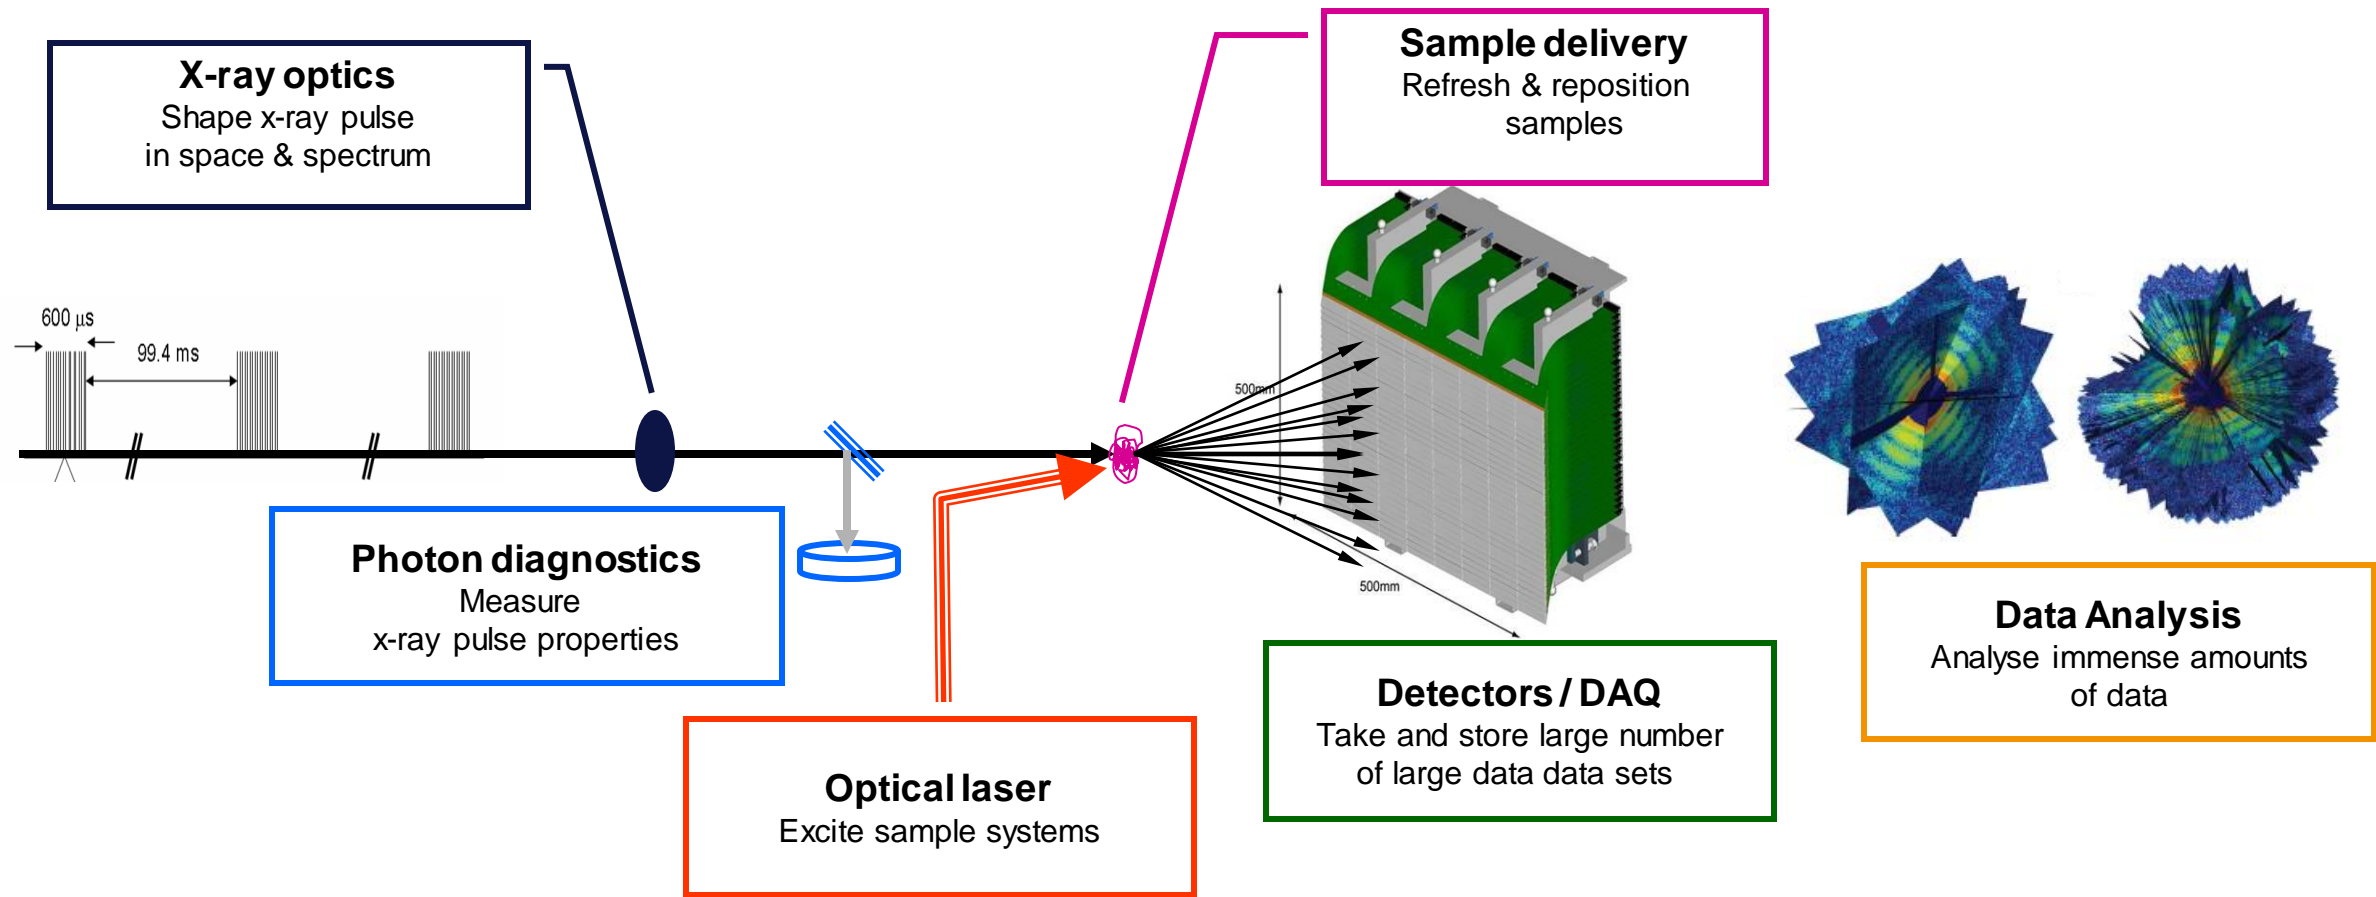 X-ray optics
Shape x-ray pulse
in space & spectrum
Sample delivery
Refresh & reposition
samples
600 µs
99.4 ms
500mm
500mm
Photon diagnostics
Measure
x-ray pulse properties
Optical laser
Excite sample systems
Detectors / DAQ
Take and store large number
of large data data sets
Data Analysis
Analyse immense amounts
of data